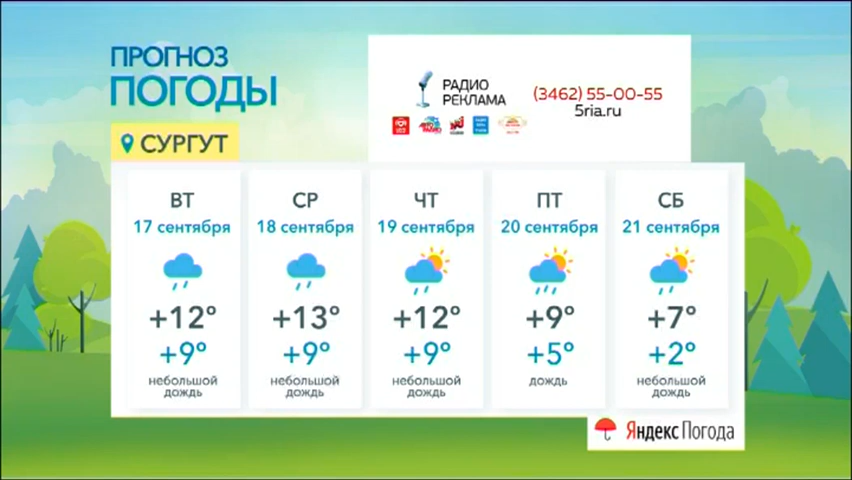 ПРОГНОЗ
ПОГОДЫ
СУРГУТ
РАДИО
РЕКЛАМА
(3462) 55-00-55
5ria.ru
ВТ
17 сентября
+12°
+9°
небольшой
дождь
СР
18 сентября
+13°
+9°
небольшой
дождь
ЧТ
19 сентября
+12°
+9°
небольшой
дождь
ПТ
20 сентября
+9°
+5°
дождь
СБ
21 сентября
+7°
+2°
небольшой
дождь
Яндекс Погода